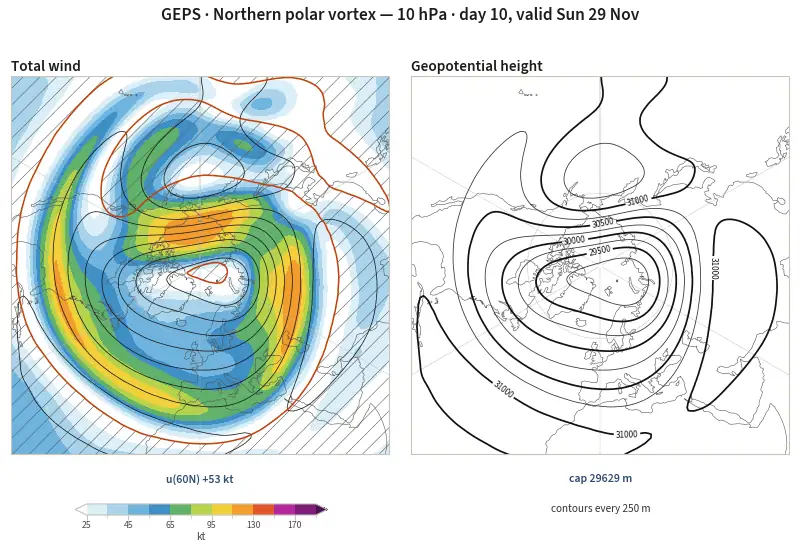 GEPS · Northern polar vortex — 10 hPa · day 10, valid Sun 29 Nov
Total wind
Geopotential height
31000
30500
30000
29500
31000
31000
31000
u(60N) +53 kt
cap 29629 m
contours every 250 m
25 45 65 95 130 170
kt